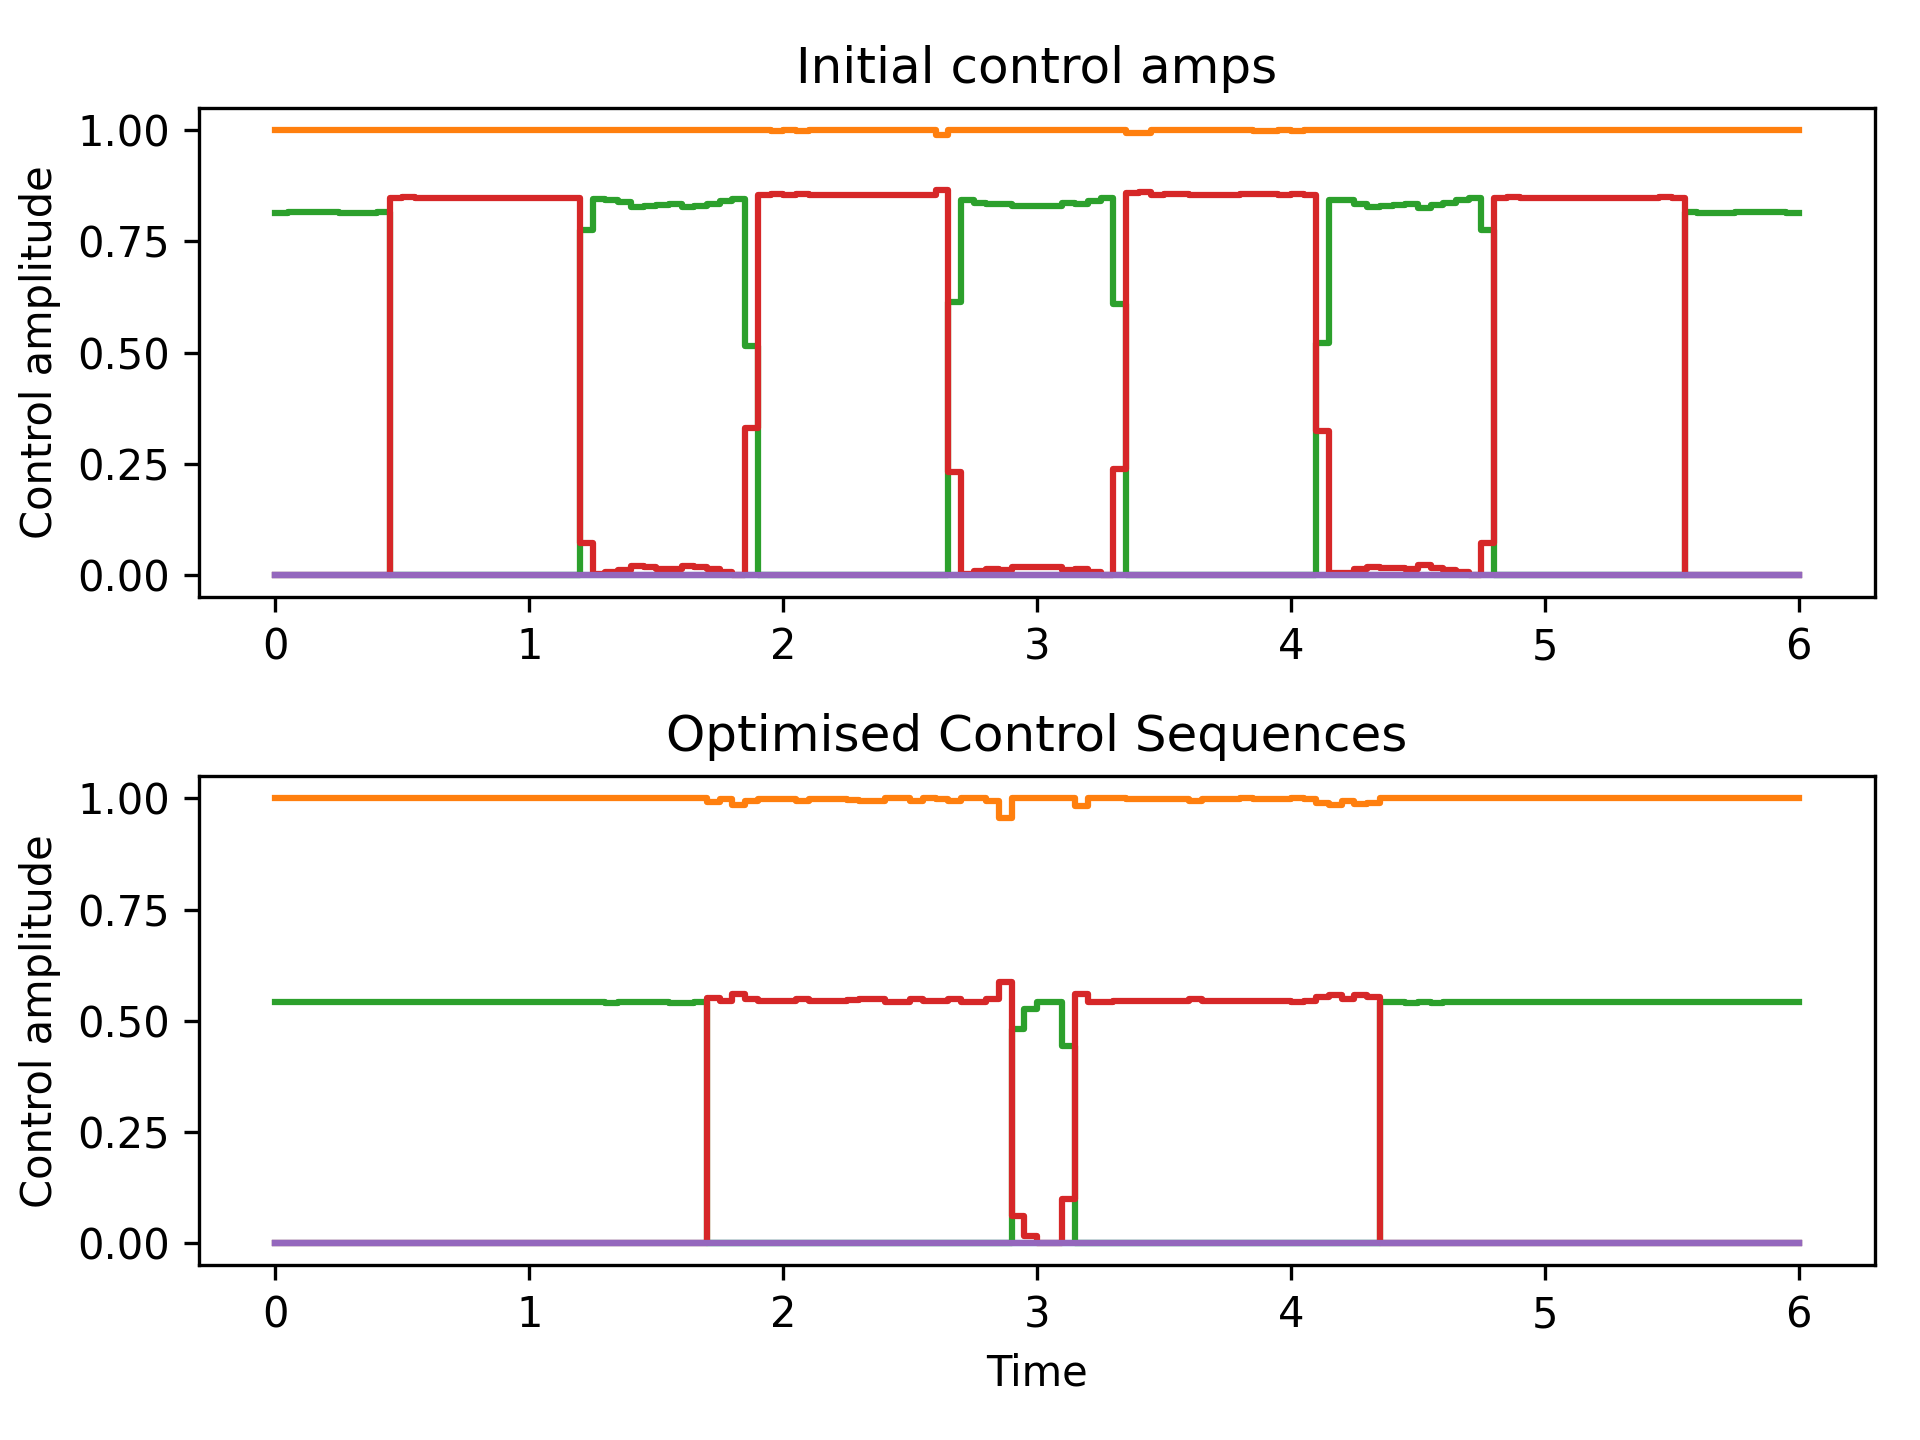 Initial control amps
Control amplitude
1.00
0.75
0.50
0.25
0.00
0 1 2 3 4 5 6
Optimised Control Sequences
Control amplitude
1.00
0.75
0.50
0.25
0.00
0 1 2 3 4 5 6
Time